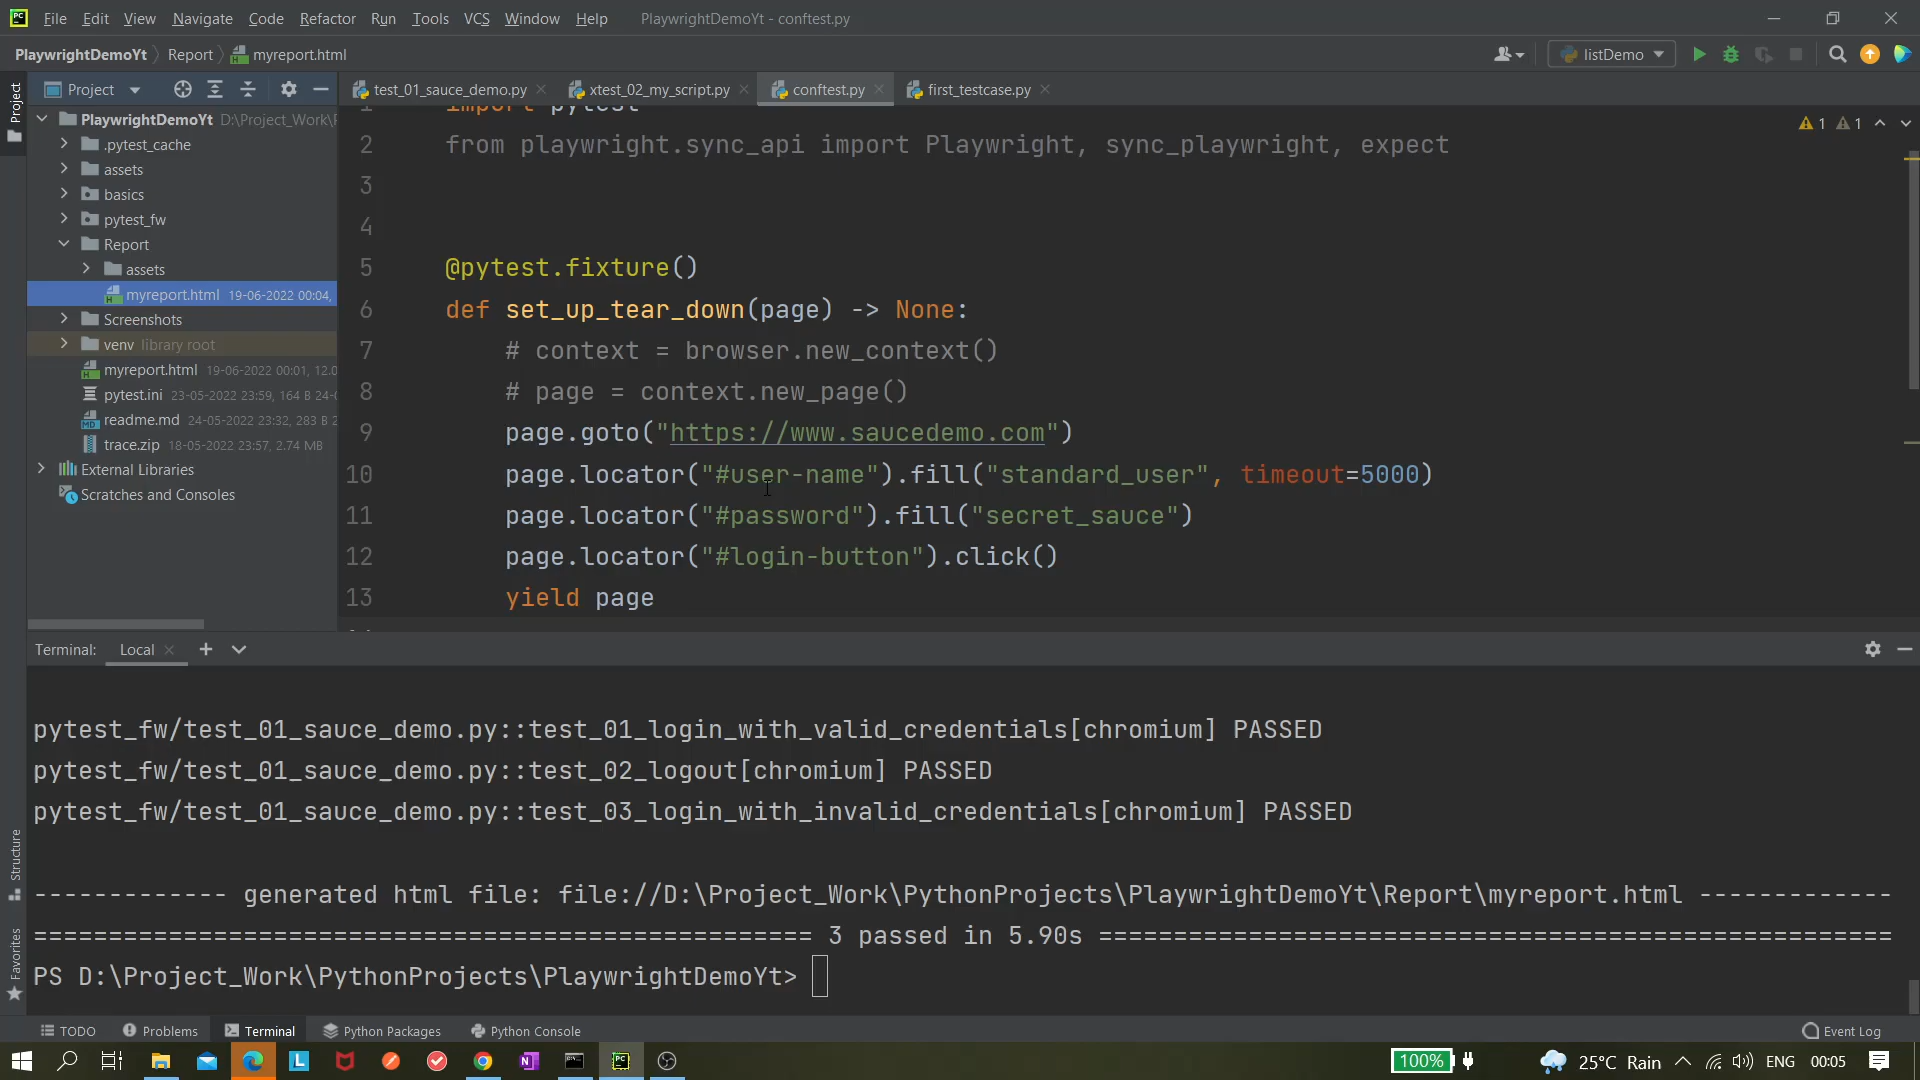 File Edit View Navigate Code Refactor Run Tools VCS Window Help PlaywrightDemoYt - conftest.py
PlaywrightDemoYt Report myreport.html listDemo
Project test_01_sauce_demo.py xtest_02_my_script.py conftest.py first_testcase.py
Project
PlaywrightDemoYt D:\Project_Work\
.pytest_cache
assets
basics
pytest_fw
Report
assets
myreport.html 19-06-2022 00:04,
Screenshots
venv library root
myreport.html 19-06-2022 00:01, 12.0
pytest.ini 23-05-2022 23:59, 164 B 24-
readme.md 24-05-2022 23:32, 283 B 2
trace.zip 18-05-2022 23:57, 2.74 MB
External Libraries
Scratches and Consoles
1 1
1 import pytest
2 from playwright.sync_api import Playwright, sync_playwright, expect
3
4
5 @pytest.fixture()
6 def set_up_tear_down(page) -> None:
7 # context = browser.new_context()
8 # page = context.new_page()
9 page.goto("https://www.saucedemo.com")
10 page.locator("#user-name").fill("standard_user", timeout=5000)
11 page.locator("#password").fill("secret_sauce")
12 page.locator("#login-button").click()
13 yield page
Terminal: Local
pytest_fw/test_01_sauce_demo.py::test_01_login_with_valid_credentials[chromium] PASSED
pytest_fw/test_01_sauce_demo.py::test_02_logout[chromium] PASSED
pytest_fw/test_01_sauce_demo.py::test_03_login_with_invalid_credentials[chromium] PASSED
------------- generated html file: file://D:\Project_Work\PythonProjects\PlaywrightDemoYt\Report\myreport.html -------------
==================================================== 3 passed in 5.90s =====================================================
PS D:\Project_Work\PythonProjects\PlaywrightDemoYt>
Structure
Favorites
TODO Problems Terminal Python Packages Python Console Event Log
100% 25°C Rain ENG 00:05